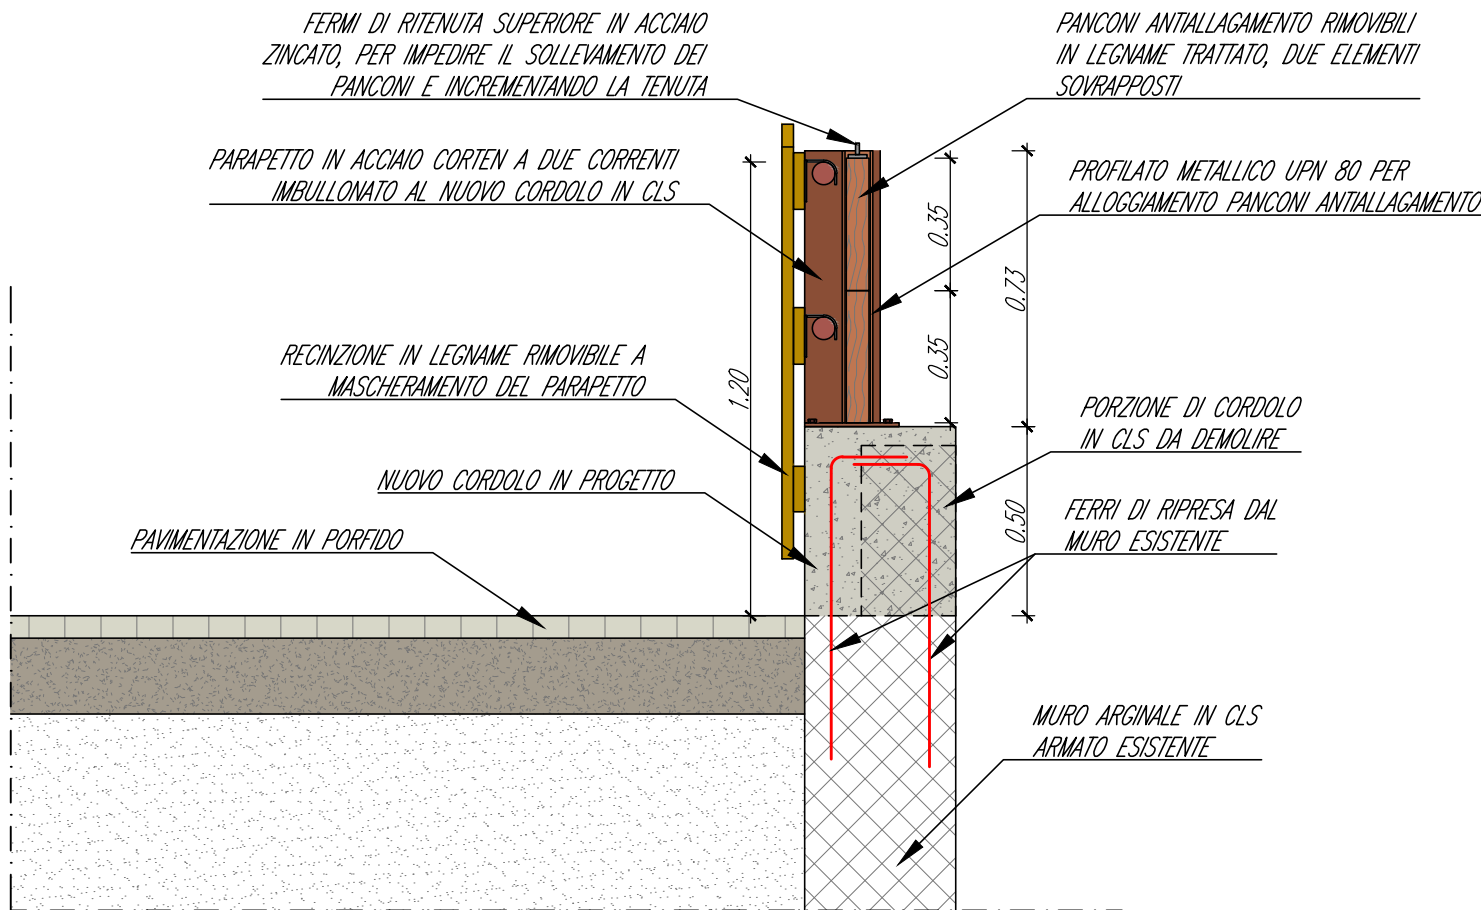 FERMI DI RITENUTA SUPERIORE IN ACCIAIO
ZINCATO, PER IMPEDIRE IL SOLLEVAMENTO DEI
PANCONI E INCREMENTANDO LA TENUTA
PANCONI ANTIALLAGAMENTO RIMOVIBILI
IN LEGNAME TRATTATO, DUE ELEMENTI
SOVRAPPOSTI
PARAPETTO IN ACCIAIO CORTEN A DUE CORRENTI
IMBULLONATO AL NUOVO CORDOLO IN CLS
PROFILATO METALLICO UPN 80 PER
ALLOGGIAMENTO PANCONI ANTIALLAGAMENTO
0.35
0.73
0.35
1.20
RECINZIONE IN LEGNAME RIMOVIBILE A
MASCHERAMENTO DEL PARAPETTO
PORZIONE DI CORDOLO
IN CLS DA DEMOLIRE
NUOVO CORDOLO IN PROGETTO
0.50
FERRI DI RIPRESA DAL
MURO ESISTENTE
PAVIMENTAZIONE IN PORFIDO
MURO ARGINALE IN CLS
ARMATO ESISTENTE